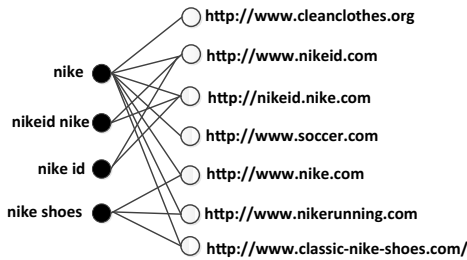 http://www.cleanclothes.org
http://www.nikeid.com
nike
http://nikeid.nike.com
nikeid nike
http://www.soccer.com
nike id
http://www.nike.com
nike shoes
http://www.nikerunning.com
http://www.classic-nike-shoes.com/